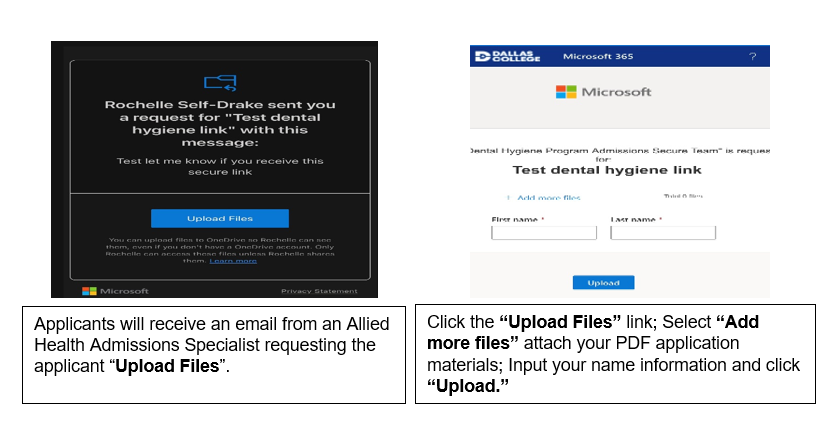 Rochelle Self-Drake sent you
a request for "Test dental
hygiene link" with this
message:
Test let me know if you receive this
secure link
Upload Files
You can upload files to OneDrive so Rochelle can see
them, even if you don't have a OneDrive account. Only
Rochelle can access these files unless Rochelle shares
them. Learn more
Microsoft
Privacy Statement
Applicants will receive an email from an Allied
Health Admissions Specialist requesting the
applicant “Upload Files”.
DALLAS
COLLEGE
Microsoft 365
?
Microsoft
Dental Hygiene Program Admissions Secure Team" is reques
for:
Test dental hygiene link
Add more files
Total 0 files
First name *
Last name *
Upload
Click the “Upload Files” link; Select “Add
more files” attach your PDF application
materials; Input your name information and click
“Upload.”